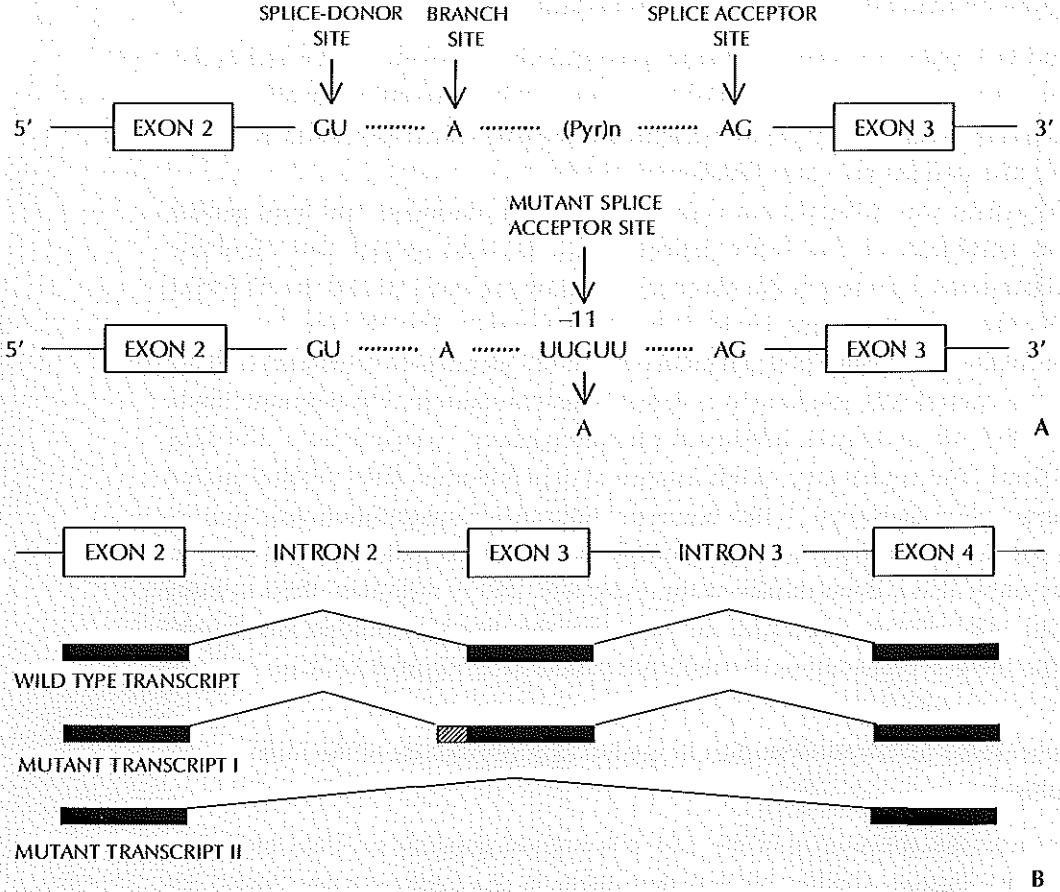 SPLICE-DONOR SITE
BRANCH SITE
SPLICE ACCEPTOR SITE
5′ EXON 2 GU A (Pyr)n AG EXON 3 3′
MUTANT SPLICE ACCEPTOR SITE
–11
5′ EXON 2 GU A UUGUU AG EXON 3 3′
A
A
EXON 2 INTRON 2 EXON 3 INTRON 3 EXON 4
WILD TYPE TRANSCRIPT
MUTANT TRANSCRIPT I
MUTANT TRANSCRIPT II
B